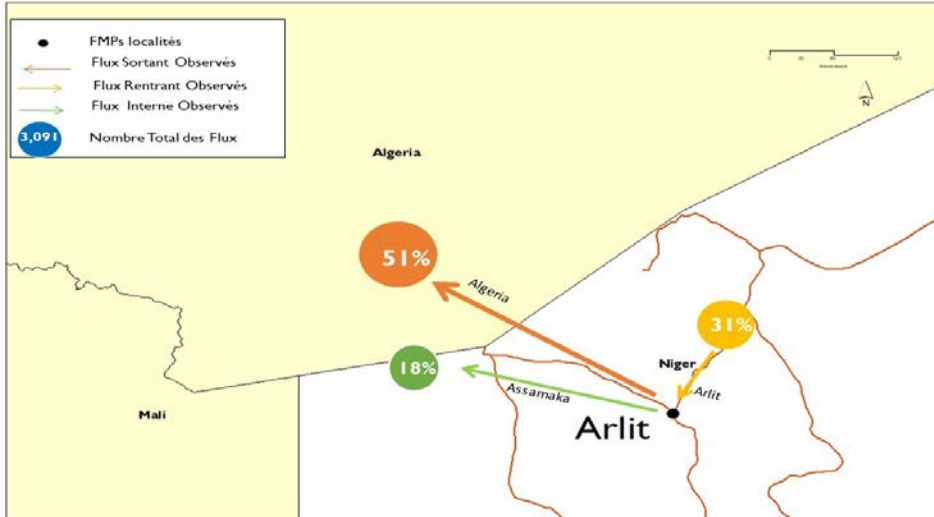 FMPs localités
Flux Sortant Observés
Flux Rentrant Observés
Flux Interne Observés
3,091 Nombre Total des Flux
N
Algeria
51%
Algeria
31%
Niger
Arlit
18%
Assamaka
Mali
Arlit